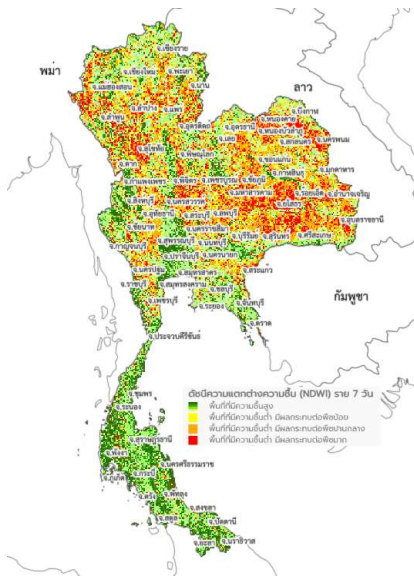 จ.เชียงราย
พม่า
จ.เชียงใหม่
จ.พะเยา
ลาว
จ.แม่ฮ่องสอน
จ.น่าน
จ.ลำปาง
จ.แพร่
จ.บึงกาฬ
จ.ลำพูน
จ.อุตรดิตถ์
จ.อุดรธานี
จ.หนองคาย
จ.เลย
จ.หนองบัวลำภู
จ.นครพนม
จ.สุโขทัย
จ.สกลนคร
จ.พิษณุโลก
จ.ขอนแก่น
จ.มุกดาหาร
จ.ตาก
จ.กาฬสินธุ์
จ.กำแพงเพชร
จ.พิจิตร
จ.เพชรบูรณ์
จ.ชัยภูมิ
จ.มหาสารคาม
จ.ร้อยเอ็ด
จ.อำนาจเจริญ
จ.สิงหบุรี
จ.นครสวรรค์
จ.ยโสธร
จ.อุทัยธานี
จ.สระบุรี
จ.ลพบุรี
จ.อุบลราชธานี
จ.ชัยนาท
จ.นครราชสีมา
จ.บุรีรัมย์
จ.สุรินทร์
จ.ศรีสะเกษ
จ.สุพรรณบุรี
จ.นนทบุรี
จ.กาญจนบุรี
จ.ปราจีนบุรี
จ.นครนายก
จ.นครปฐม
จ.สมุทรสาคร
จ.สระแก้ว
จ.ราชบุรี
จ.สมุทรสงคราม
จ.ชลบุรี
กัมพูชา
จ.เพชรบุรี
จ.ระยอง
จ.จันทบุรี
จ.ตราด
จ.ประจวบคีรีขันธ์
ดัชนีความแตกต่างความชื้น (NDWI) ราย 7 วัน
พื้นที่ที่มีความชื้นสูง
พื้นที่ที่มีความชื้นต่ำ มีผลกระทบต่อพืชน้อย
พื้นที่ที่มีความชื้นต่ำ มีผลกระทบต่อพืชปานกลาง
พื้นที่ที่มีความชื้นต่ำ มีผลกระทบต่อพืชมาก
จ.ชุมพร
จ.ระนอง
จ.สุราษฎร์ธานี
จ.พังงา
จ.นครศรีธรรมราช
จ.กระบี่
จ.ภูเก็ต
จ.ตรัง
จ.พัทลุง
จ.สงขลา
จ.สตูล
จ.ปัตตานี
จ.ยะลา
จ.นราธิวาส